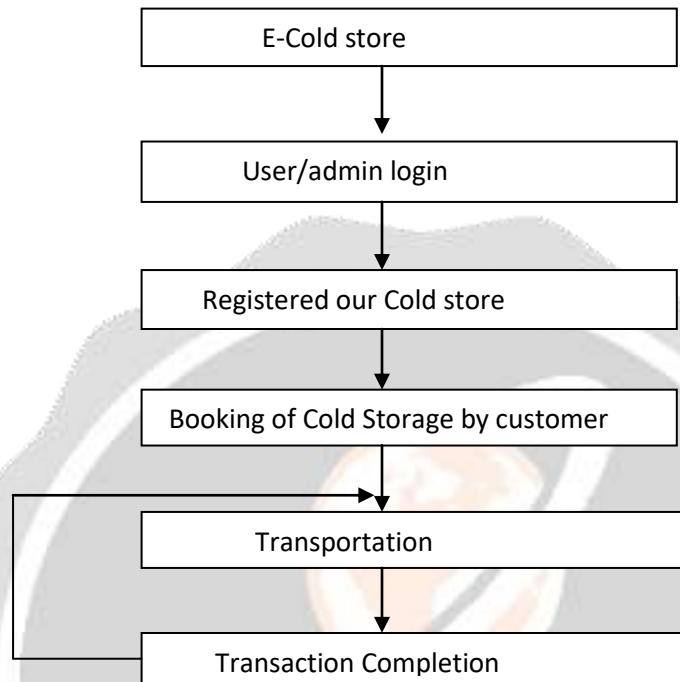 E-Cold store
User/admin login
Registered our Cold store
Booking of Cold Storage by customer
Transportation
Transaction Completion